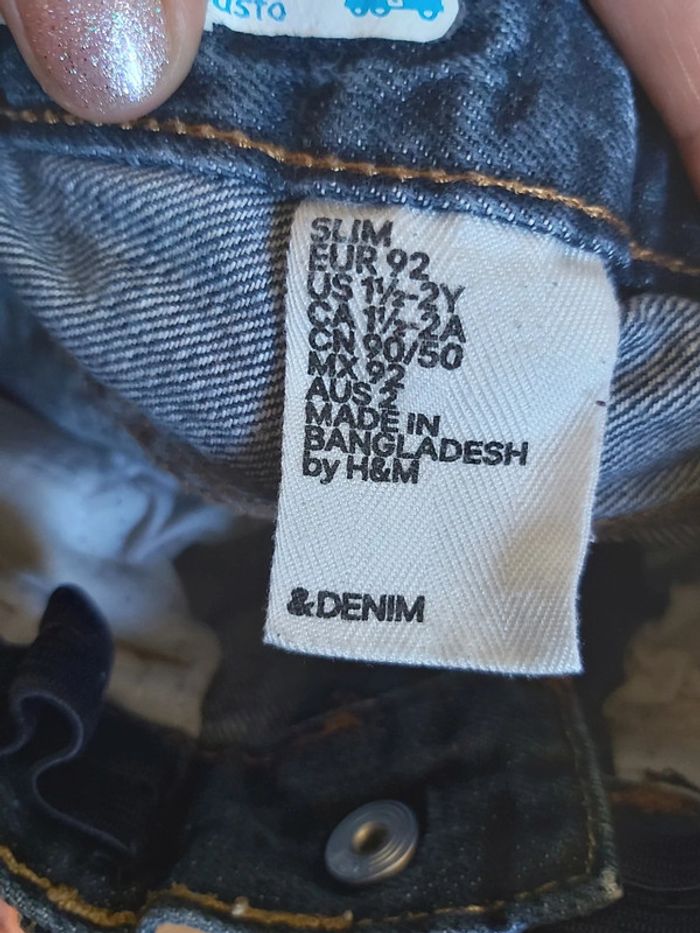 USTO
SLIM
EUR 92
US 1½-2Y
CA 1½-2A
CN 90/50
MX 92
AUS 2
MADE IN
BANGLADESH
by H&M
&DENIM